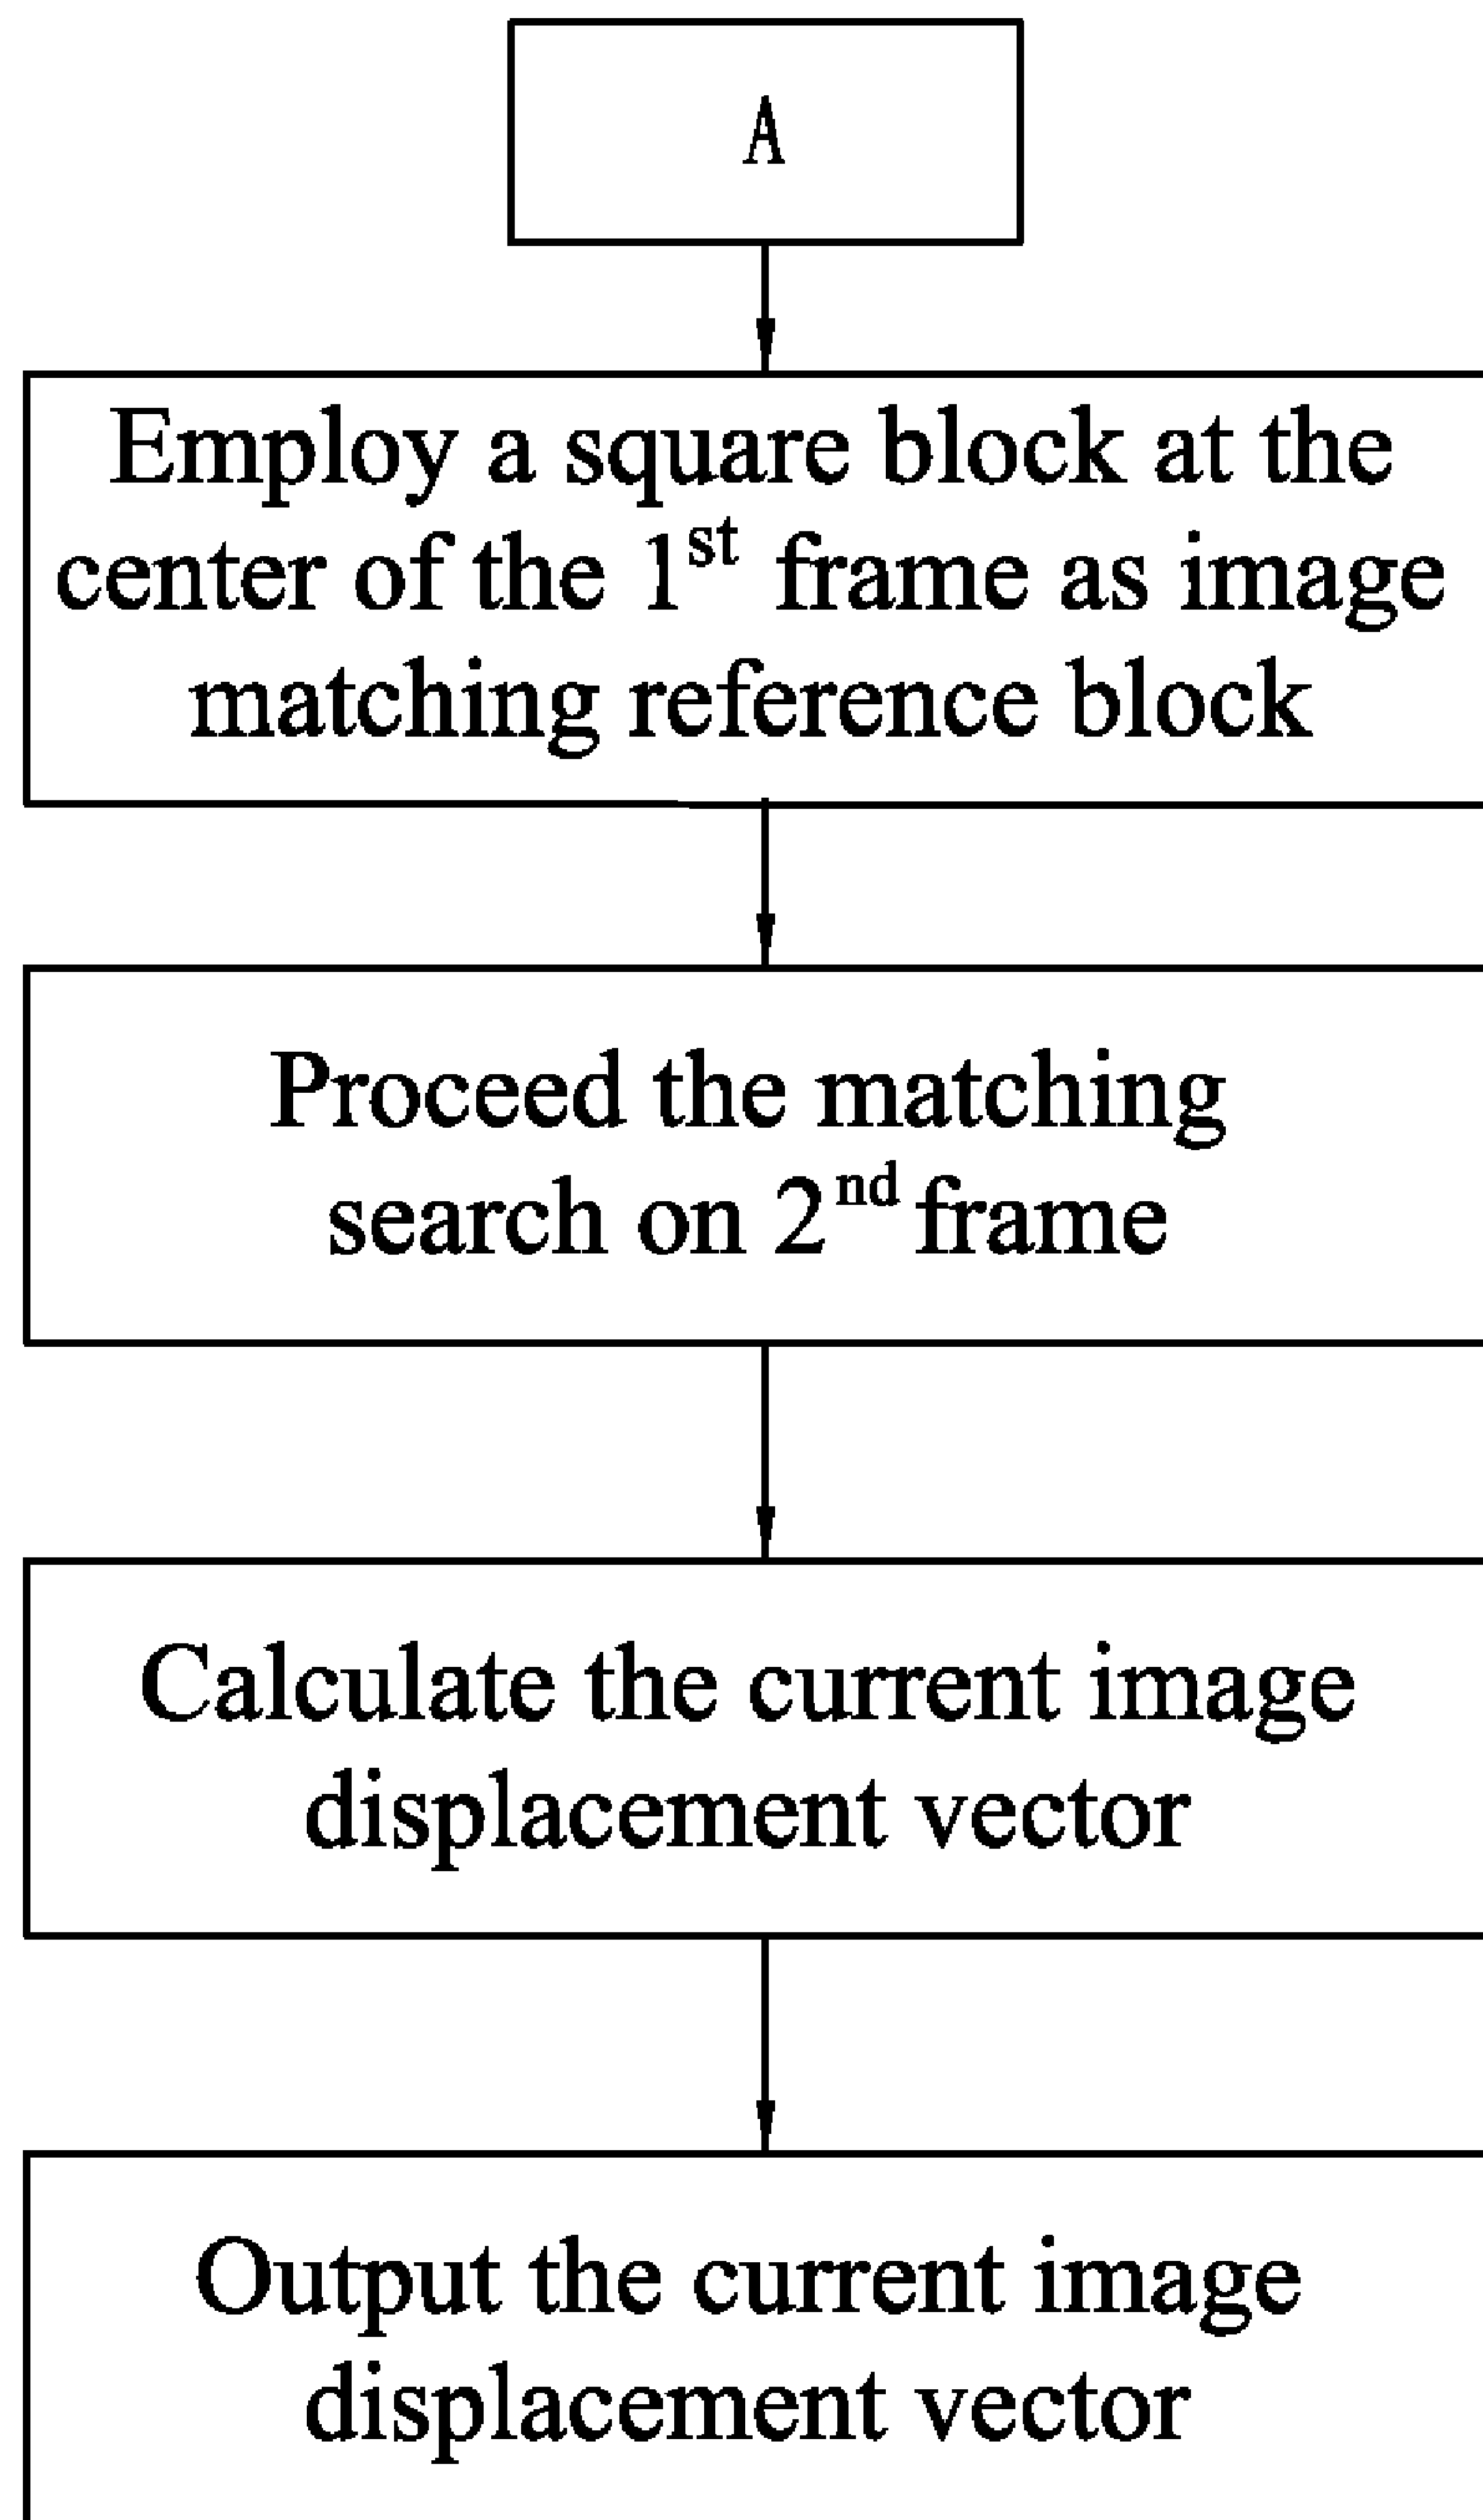 A
Employ a square block at the
center of the 1st frame as image
matching reference block
Proceed the matching
search on 2nd frame
Calculate the current image
displacement vector
Output the current image
displacement vector